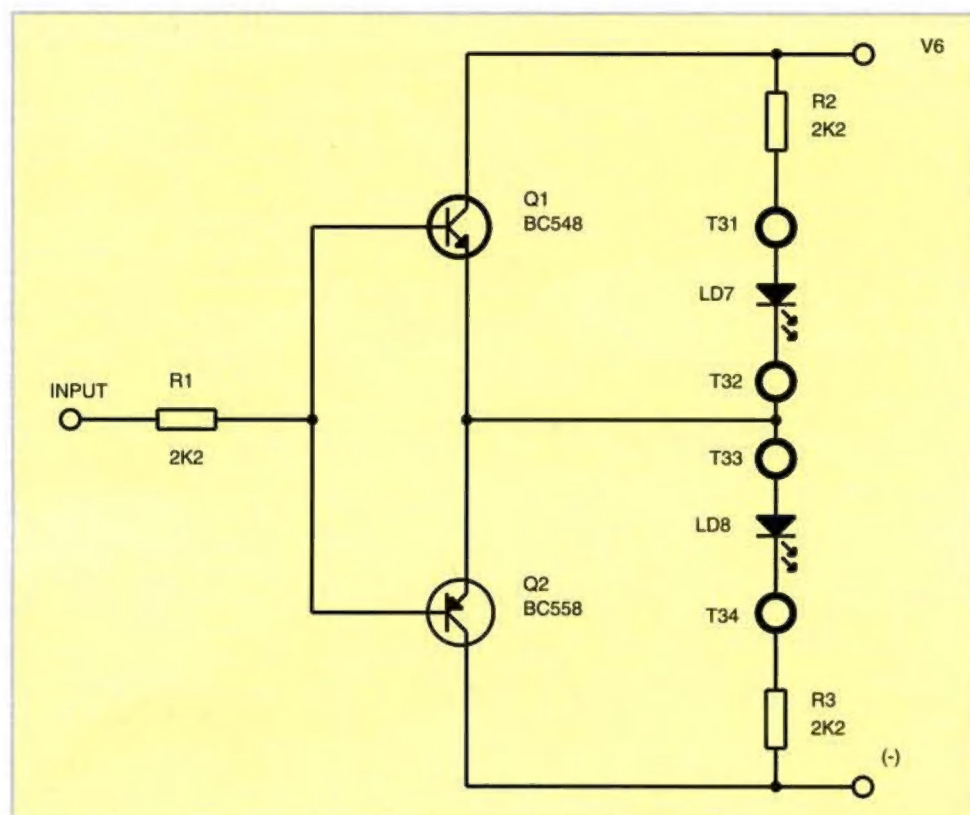 V6
R2
2K2
Q1
BC548
T31
LD7
T32
INPUT
R1
2K2
T33
LD8
Q2
BC558
T34
R3
2K2
(-)